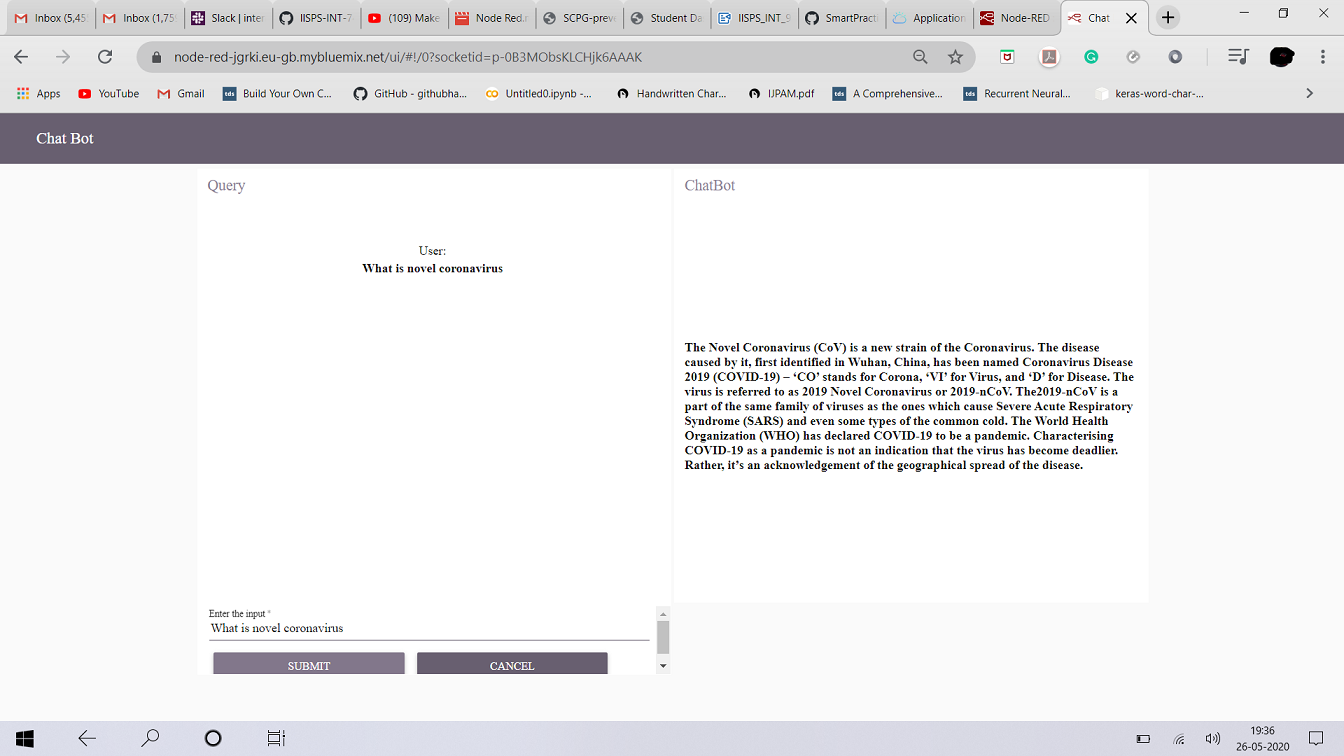 Inbox (5,45
Inbox (1,75
Slack | inter
IISPS-INT-7
(109) Make
Node Red.r
SCPG-preve
Student Da
IISPS_INT_9
SmartPracti
Application
Node-RED
Chat
node-red-jgrki.eu-gb.mybluemix.net/ui/#!/0?socketid=p-0B3MObsKLCHjk6AAAK
Apps
YouTube
Gmail
Build Your Own C...
GitHub - githubha...
Untitled0.ipynb -...
Handwritten Char...
IJPAM.pdf
A Comprehensive...
Recurrent Neural...
keras-word-char-...
Chat Bot
Query
User:
What is novel coronavirus
Enter the input *
What is novel coronavirus
SUBMIT
CANCEL
ChatBot
The Novel Coronavirus (CoV) is a new strain of the Coronavirus. The disease
caused by it, first identified in Wuhan, China, has been named Coronavirus Disease
2019 (COVID-19) – ‘CO’ stands for Corona, ‘VI’ for Virus, and ‘D’ for Disease. The
virus is referred to as 2019 Novel Coronavirus or 2019-nCoV. The2019-nCoV is a
part of the same family of viruses as the ones which cause Severe Acute Respiratory
Syndrome (SARS) and even some types of the common cold. The World Health
Organization (WHO) has declared COVID-19 to be a pandemic. Characterising
COVID-19 as a pandemic is not an indication that the virus has become deadlier.
Rather, it’s an acknowledgement of the geographical spread of the disease.
19:36
26-05-2020